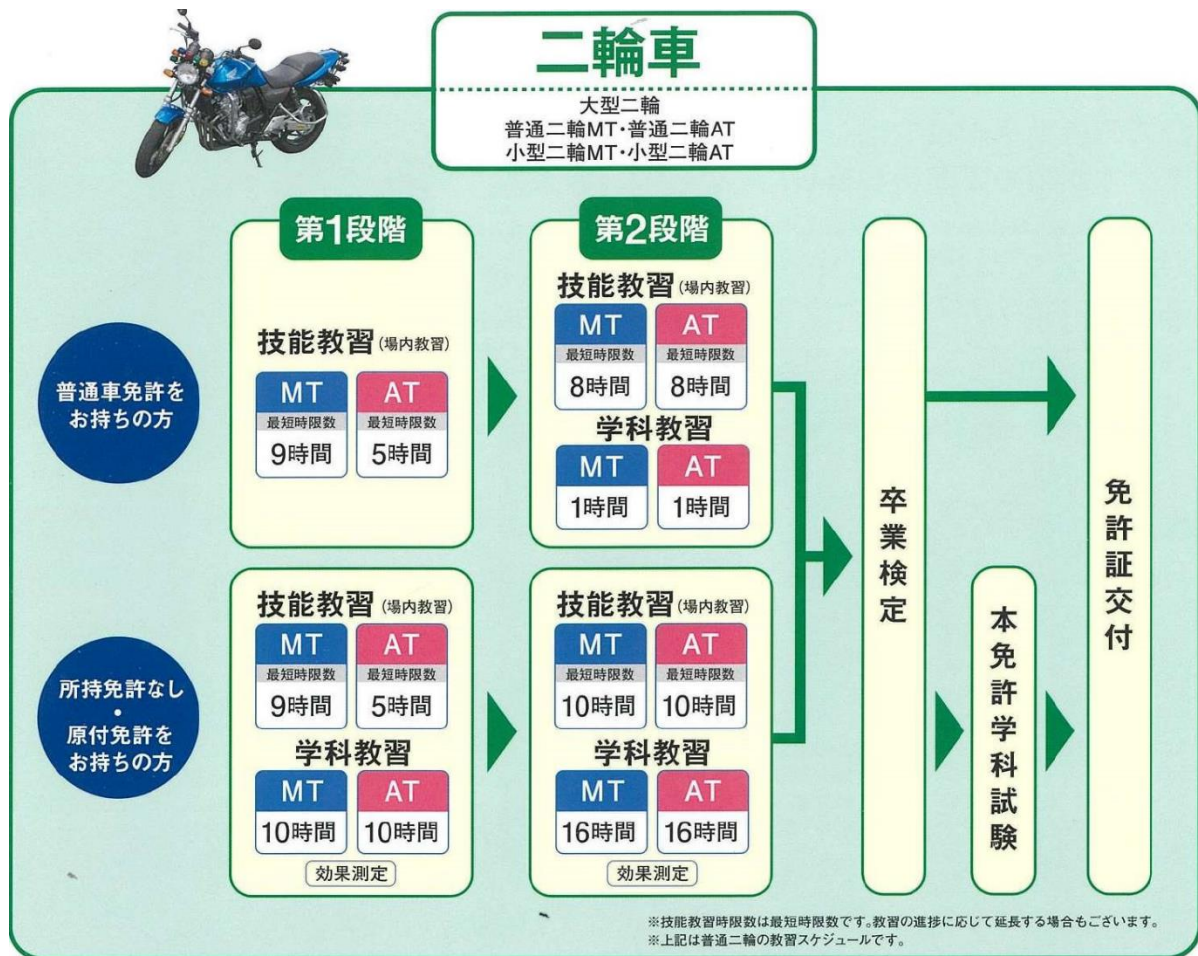 二輪車
大型二輪
普通二輪MT・普通二輪AT
小型二輪MT・小型二輪AT
普通車免許を
お持ちの方
第1段階
技能教習(場内教習)
MT AT
最短時限数 最短時限数
9時間 5時間
第2段階
技能教習(場内教習)
MT AT
最短時限数 最短時限数
8時間 8時間
学科教習
MT AT
1時間 1時間
所持免許なし
・
原付免許を
お持ちの方
技能教習(場内教習)
MT AT
最短時限数 最短時限数
9時間 5時間
学科教習
MT AT
10時間 10時間
効果測定
技能教習(場内教習)
MT AT
最短時限数 最短時限数
10時間 10時間
学科教習
MT AT
16時間 16時間
効果測定
卒業検定
本免許学科試験
免許証交付
※技能教習時限数は最短時限数です。教習の進捗に応じて延長する場合もございます。
※上記は普通二輪の教習スケジュールです。